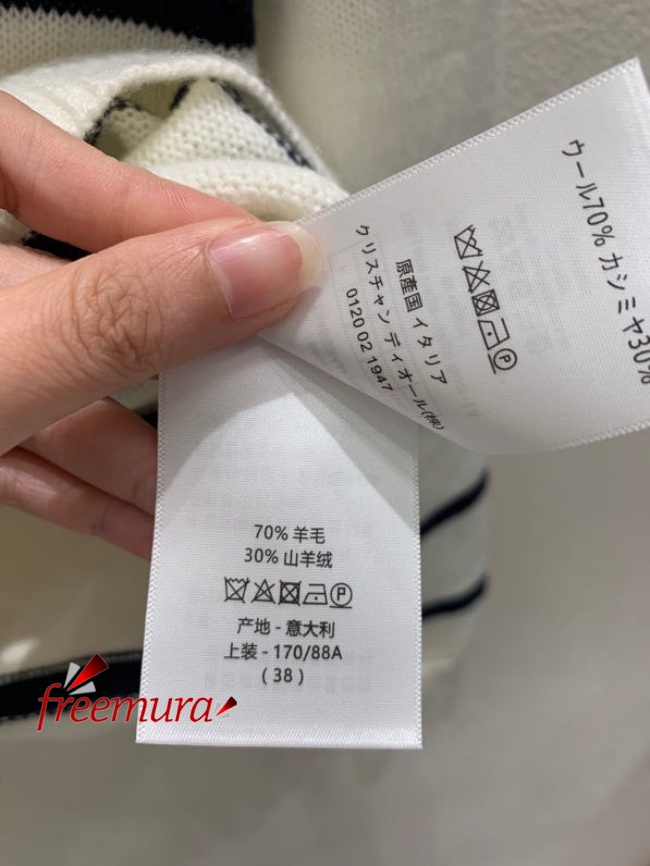 ウール70% カシミヤ30%
原産国 イタリア
クリスチャン ディオール(株)
0120 02 1947
70% 羊毛
30% 山羊绒
P
产地 - 意大利
上装 - 170/88A
( 38 )
freemura